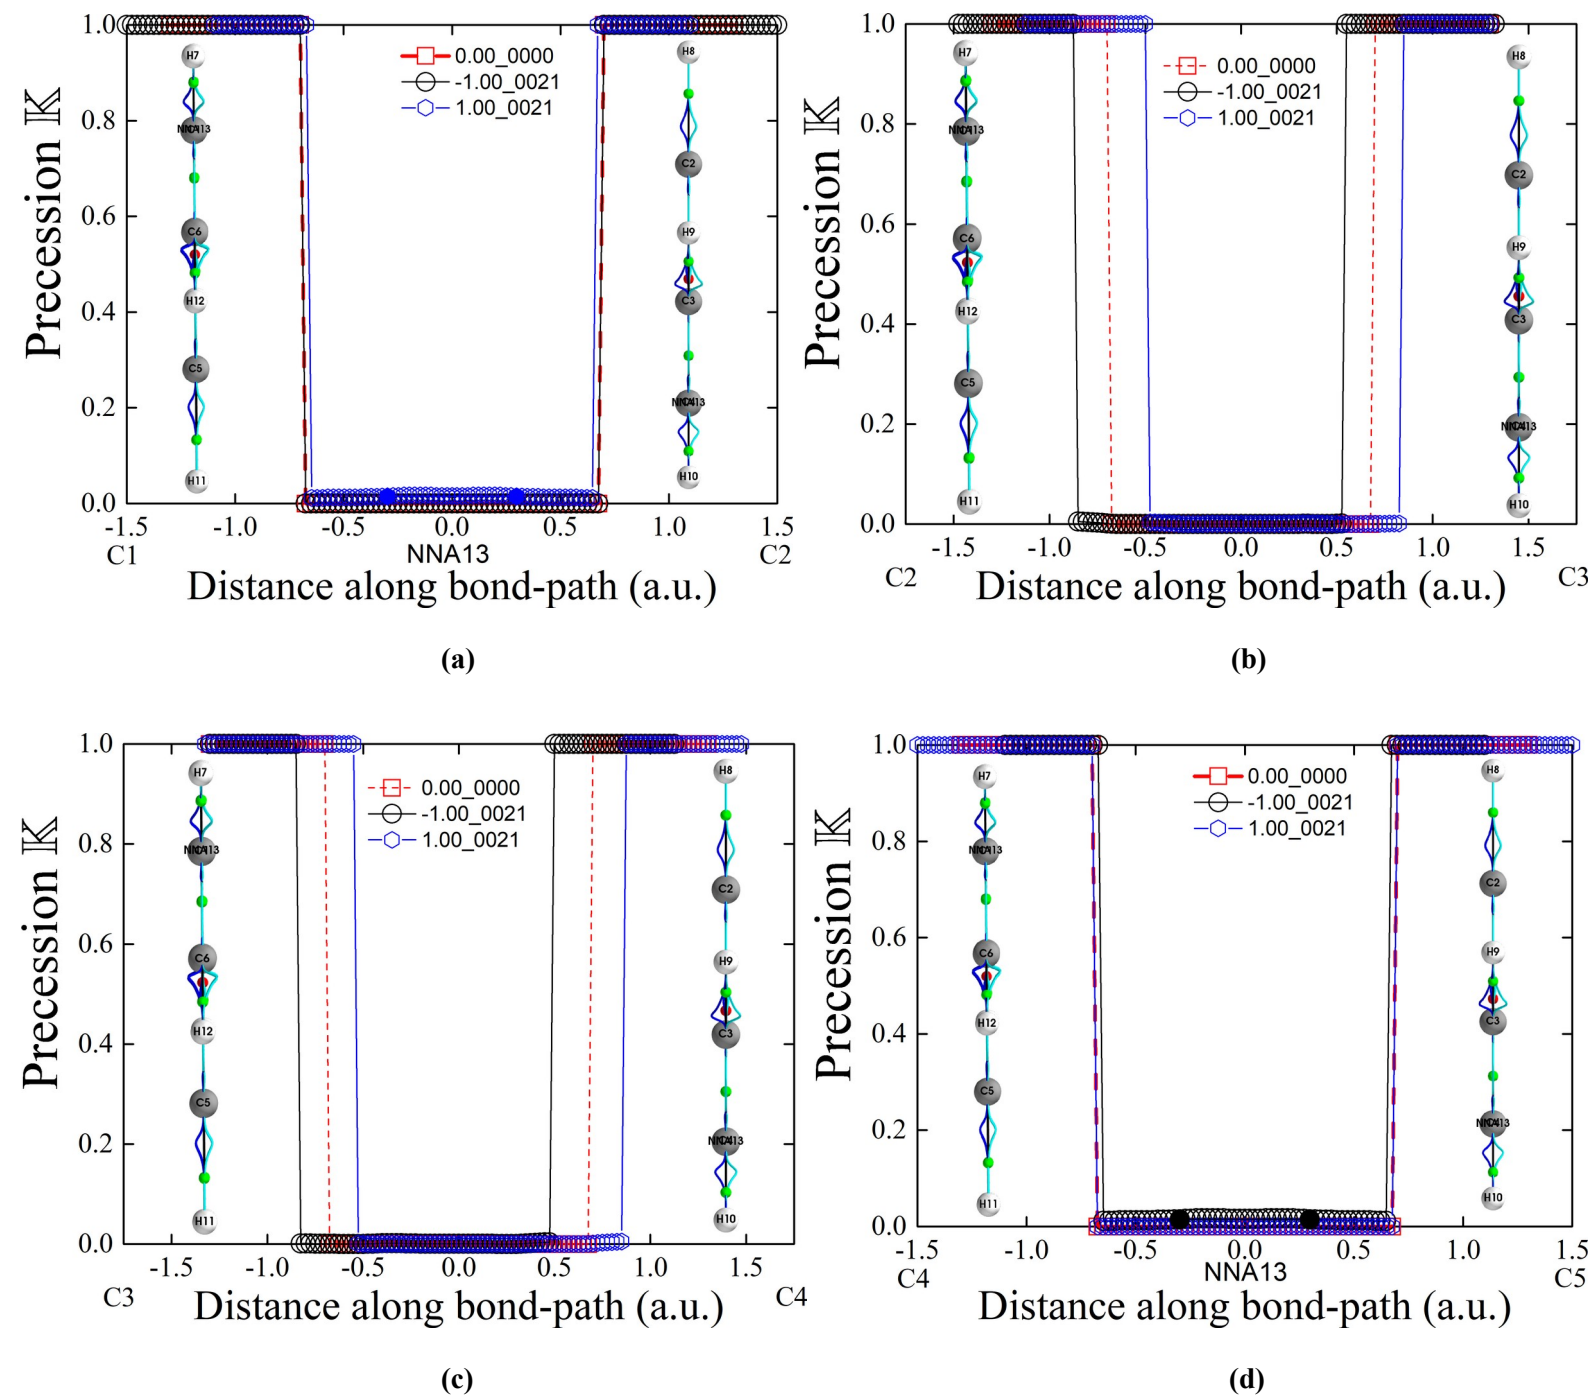 Precession 𝕂
1.0
0.8
0.6
0.4
0.2
0.0
-1.5
-1.0
-0.5
0.0
0.5
1.0
1.5
C1
NNA13
C2
Distance along bond-path (a.u.)
0.00_0000
-1.00_0021
1.00_0021
H7
NNA13
C6
H12
C5
H11
H8
C2
H9
C3
NNA13
H10
(a)
Precession 𝕂
1.0
0.8
0.6
0.4
0.2
0.0
-1.5
-1.0
-0.5
0.0
0.5
1.0
1.5
C2
C3
Distance along bond-path (a.u.)
0.00_0000
-1.00_0021
1.00_0021
H7
NNA13
C6
H12
C5
H11
H8
C2
H9
C3
NNA13
H10
(b)
Precession 𝕂
1.0
0.8
0.6
0.4
0.2
0.0
-1.5
-1.0
-0.5
0.0
0.5
1.0
1.5
C3
C4
Distance along bond-path (a.u.)
0.00_0000
-1.00_0021
1.00_0021
H7
NNA13
C6
H12
C5
H11
H8
C2
H9
C3
NNA13
H10
(c)
Precession 𝕂
1.0
0.8
0.6
0.4
0.2
0.0
-1.5
-1.0
-0.5
0.0
0.5
1.0
1.5
C4
NNA13
C5
Distance along bond-path (a.u.)
0.00_0000
-1.00_0021
1.00_0021
H7
NNA13
C6
H12
C5
H11
H8
C2
H9
C3
NNA13
H10
(d)